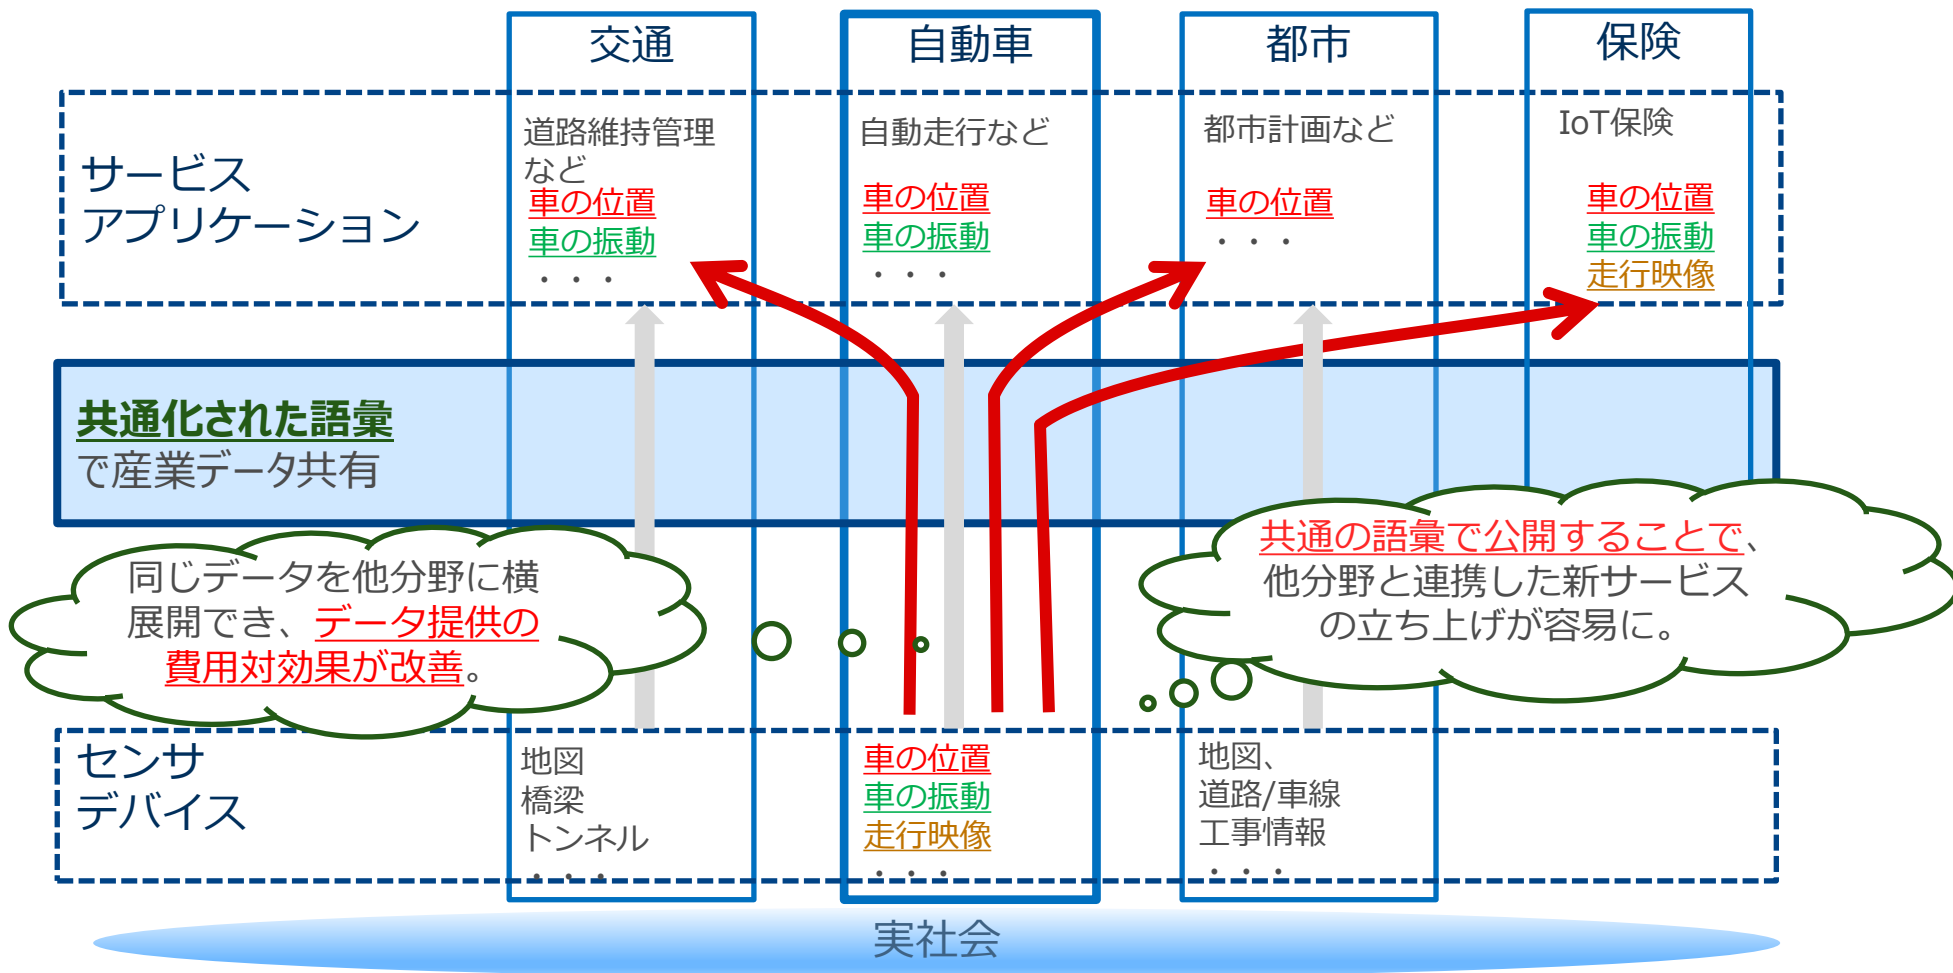 交通
自動車
都市
保険
サービス
アプリケーション
道路維持管理
など
車の位置
車の振動
・・・
自動走行など
車の位置
車の振動
・・・
都市計画など
車の位置
・・・
IoT保険
車の位置
車の振動
走行映像
共通化された語彙
で産業データ共有
同じデータを他分野に横
展開でき、データ提供の
費用対効果が改善。
共通の語彙で公開することで、
他分野と連携した新サービス
の立ち上げが容易に。
センサ
デバイス
地図
橋梁
トンネル
・・・
車の位置
車の振動
走行映像
・・・
地図、
道路/車線
工事情報
・・・
実社会